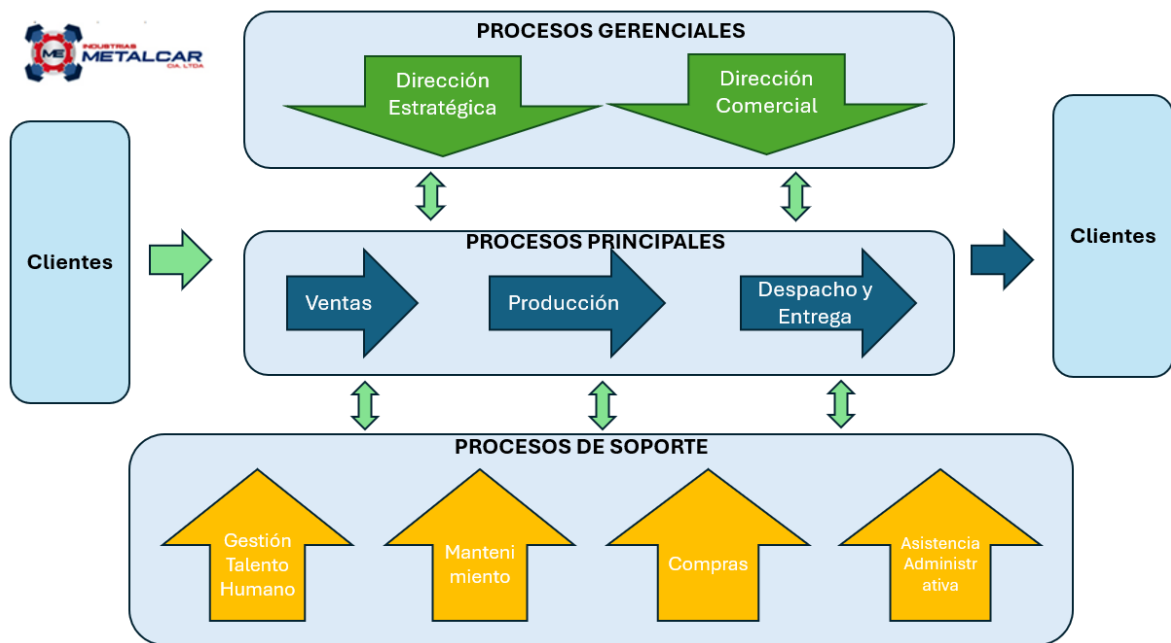 INDUSTRIAS
METALCAR
CIA. LTDA
ME
PROCESOS GERENCIALES
Dirección
Estratégica
Dirección
Comercial
Clientes
PROCESOS PRINCIPALES
Ventas
Producción
Despacho y
Entrega
Clientes
PROCESOS DE SOPORTE
Gestión
Talento
Humano
Manteni
miento
Compras
Asistencia
Administr
ativa